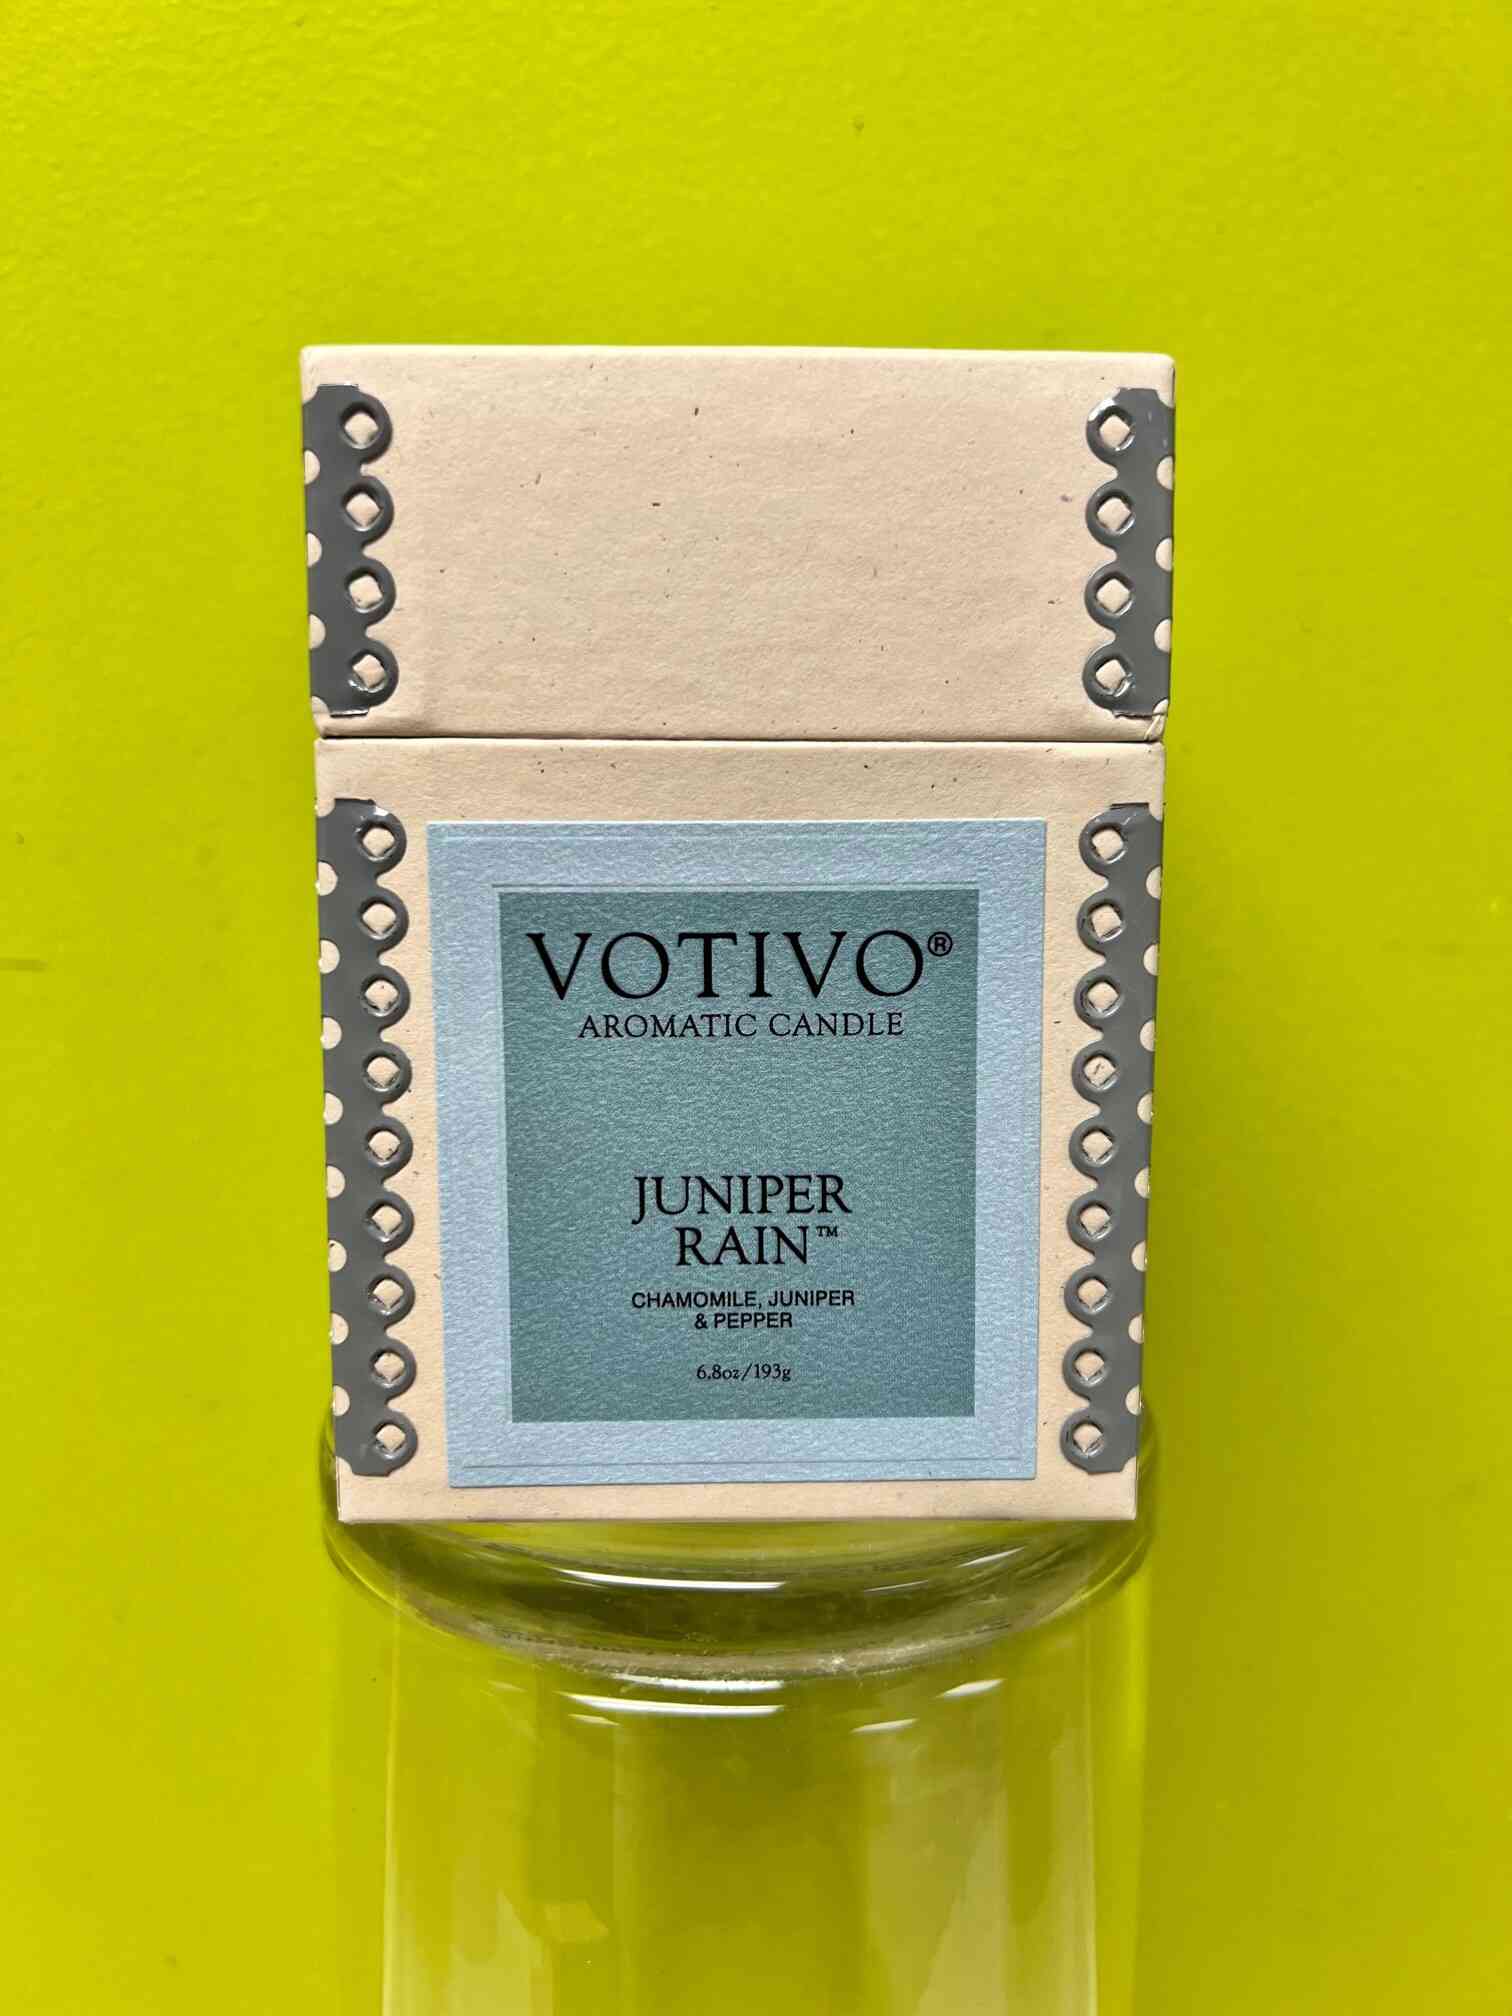 VOTIVO®
AROMATIC CANDLE
JUNIPER
RAIN™
CHAMOMILE, JUNIPER
& PEPPER
6.8oz/193g